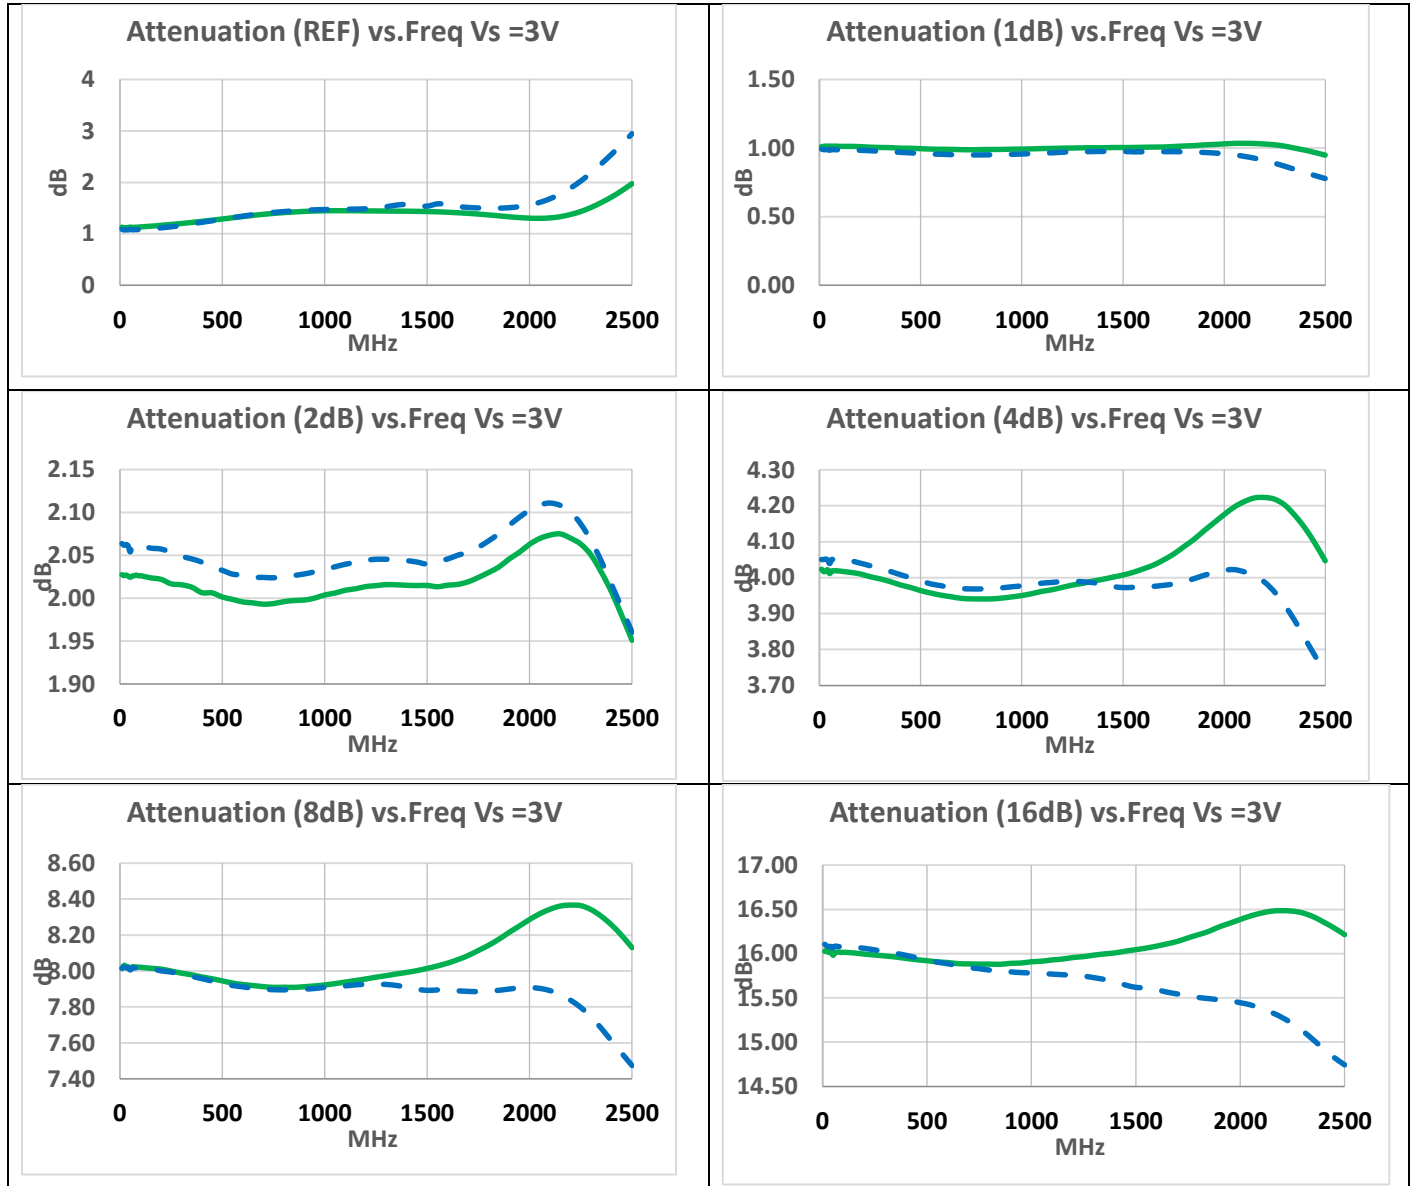 Attenuation (REF) vs.Freq Vs =3V
4
3
2
1
0
dB
0 500 1000 1500 2000 2500
MHz
Attenuation (1dB) vs.Freq Vs =3V
1.50
1.00
0.50
0.00
dB
0 500 1000 1500 2000 2500
MHz
Attenuation (2dB) vs.Freq Vs =3V
2.15
2.10
2.05
2.00
1.95
1.90
dB
0 500 1000 1500 2000 2500
MHz
Attenuation (4dB) vs.Freq Vs =3V
4.30
4.20
4.10
4.00
3.90
3.80
3.70
dB
0 500 1000 1500 2000 2500
MHz
Attenuation (8dB) vs.Freq Vs =3V
8.60
8.40
8.20
8.00
7.80
7.60
7.40
dB
0 500 1000 1500 2000 2500
MHz
Attenuation (16dB) vs.Freq Vs =3V
17.00
16.50
16.00
15.50
15.00
14.50
dB
0 500 1000 1500 2000 2500
MHz